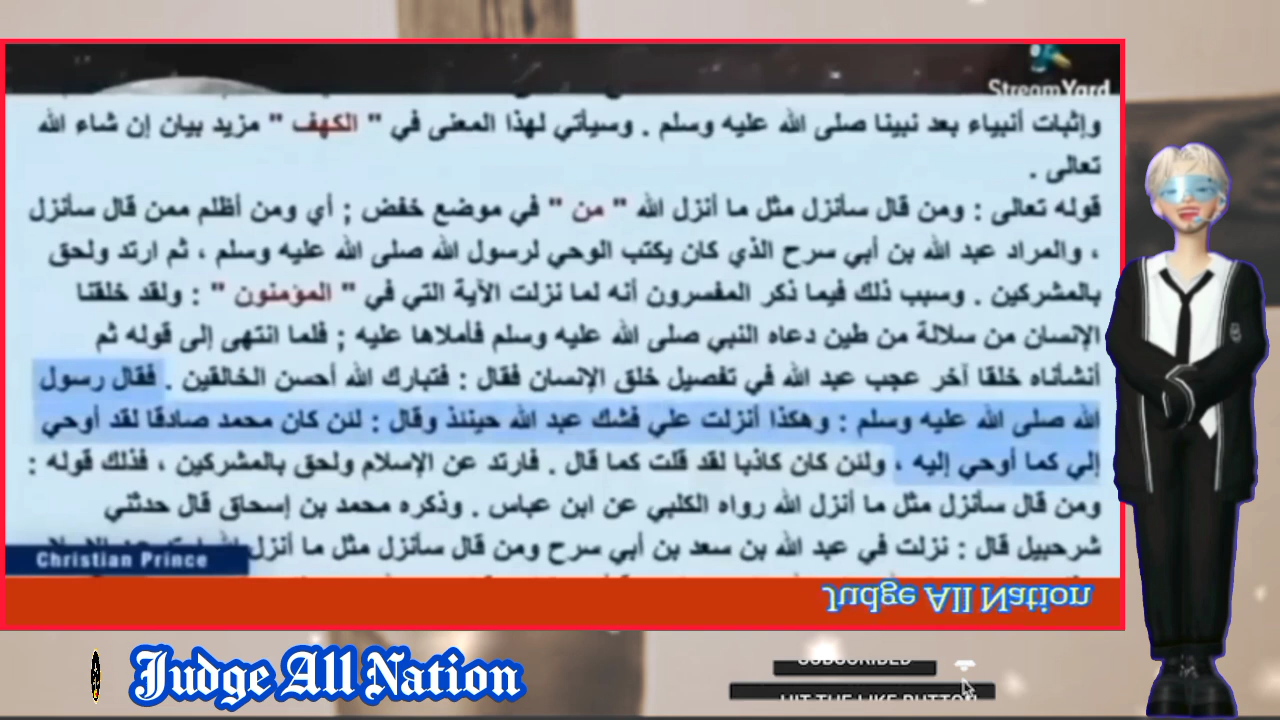 StreamYard
وإثبات أنبياء بعد نبينا صلى الله عليه وسلم . وسيأتي لهذا المعنى في " الكهف " مزيد بيان إن شاء الله
تعالى .
قوله تعالى : ومن قال سأنزل مثل ما أنزل الله " من " في موضع خفض ; أي ومن أظلم ممن قال سأنزل
، والمراد عبد الله بن أبي سرح الذي كان يكتب الوحي لرسول الله صلى الله عليه وسلم ، ثم ارتد ولحق
بالمشركين . وسبب ذلك فيما ذكر المفسرون أنه لما نزلت الآية التي في " المؤمنون " : ولقد خلقنا
الإنسان من سلالة من طين دعاه النبي صلى الله عليه وسلم فأملاها عليه ; فلما انتهى إلى قوله ثم
أنشأناه خلقا آخر عجب عبد الله في تفصيل خلق الإنسان فقال : فتبارك الله أحسن الخالقين . فقال رسول
الله صلى الله عليه وسلم : وهكذا أنزلت علي فشك عبد الله حينئذ وقال : لئن كان محمد صادقا لقد أوحي
إلي كما أوحي إليه ، ولئن كان كاذبا لقد قلت كما قال . فارتد عن الإسلام ولحق بالمشركين ، فذلك قوله :
ومن قال سأنزل مثل ما أنزل الله رواه الكلبي عن ابن عباس . وذكره محمد بن إسحاق قال حدثني
شرحبيل قال : نزلت في عبد الله بن سعد بن أبي سرح ومن قال سأنزل مثل ما أنزل
Christian Prince
Judge All Nation
Judge All Nation
SUBSCRIBED
HIT THE LIKE BUTTON